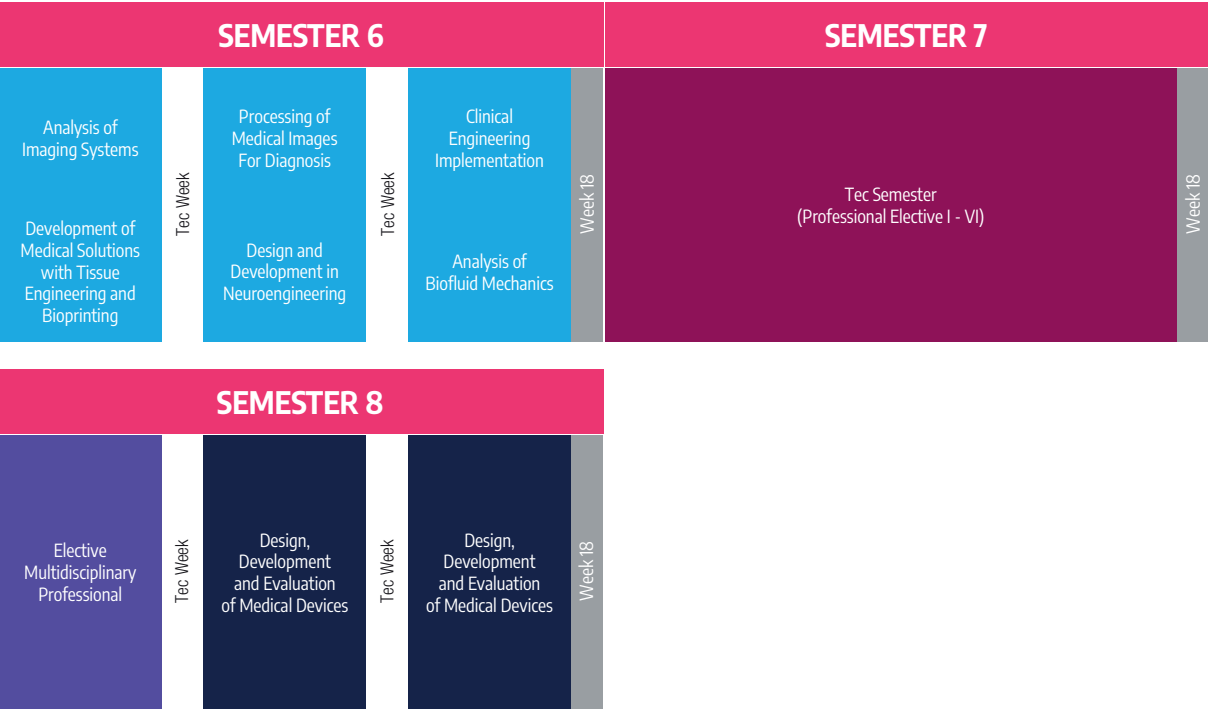 SEMESTER 6
Analysis of
Imaging Systems
Development of
Medical Solutions
with Tissue
Engineering and
Bioprinting
Tec Week
Processing of
Medical Images
For Diagnosis
Design and
Development in
Neuroengineering
Tec Week
Clinical
Engineering
Implementation
Analysis of
Biofluid Mechanics
Week 18
SEMESTER 7
Tec Semester
(Professional Elective I - VI)
Week 18
SEMESTER 8
Elective
Multidisciplinary
Professional
Tec Week
Design,
Development
and Evaluation
of Medical Devices
Tec Week
Design,
Development
and Evaluation
of Medical Devices
Week 18